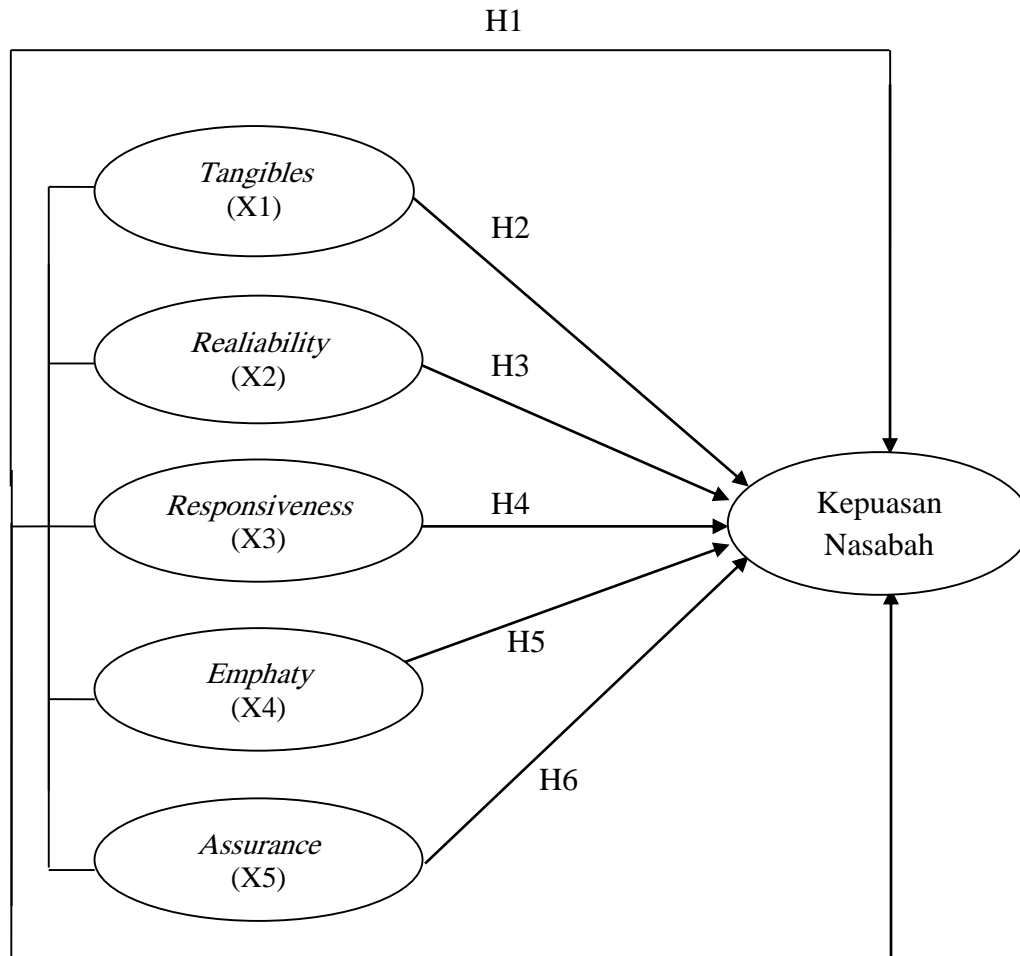 H1
Tangibles
(X1)
H2
Realiability
(X2)
H3
Responsiveness
(X3)
H4
Kepuasan
Nasabah
Emphaty
(X4)
H5
Assurance
(X5)
H6